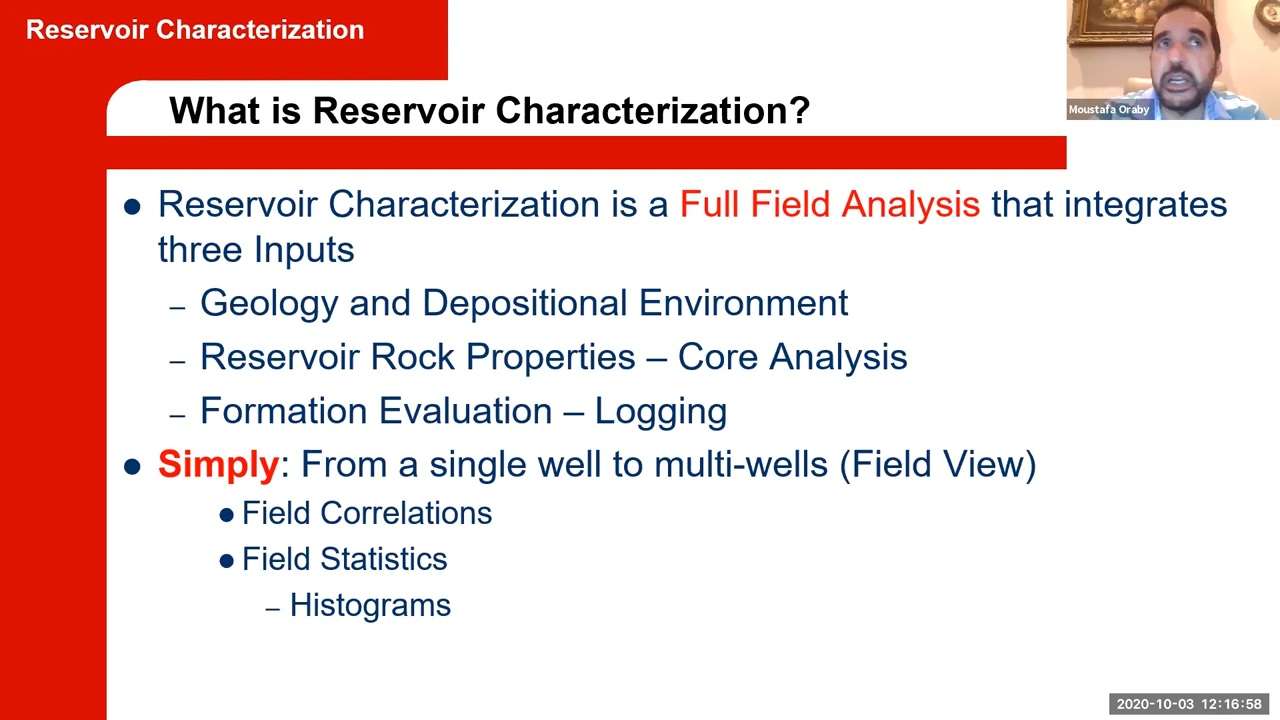 Reservoir Characterization
Moustafa Oraby
What is Reservoir Characterization?
● Reservoir Characterization is a Full Field Analysis that integrates
three Inputs
– Geology and Depositional Environment
– Reservoir Rock Properties – Core Analysis
– Formation Evaluation – Logging
● Simply: From a single well to multi-wells (Field View)
● Field Correlations
● Field Statistics
– Histograms
2020-10-03 12:16:58